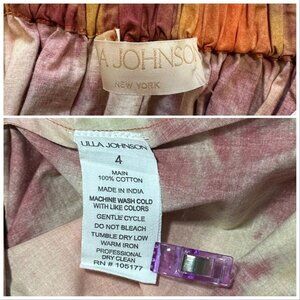 LLA JOHNSON
NEW YORK
ULLA JOHNSON
4
MAIN
100% COTTON
MADE IN INDIA
MACHINE WASH COLD
WITH LIKE COLORS
GENTLE CYCLE
DO NOT BLEACH
TUMBLE DRY LOW
WARM IRON
PROFESSIONAL
DRY CLEAN
RN # 105177